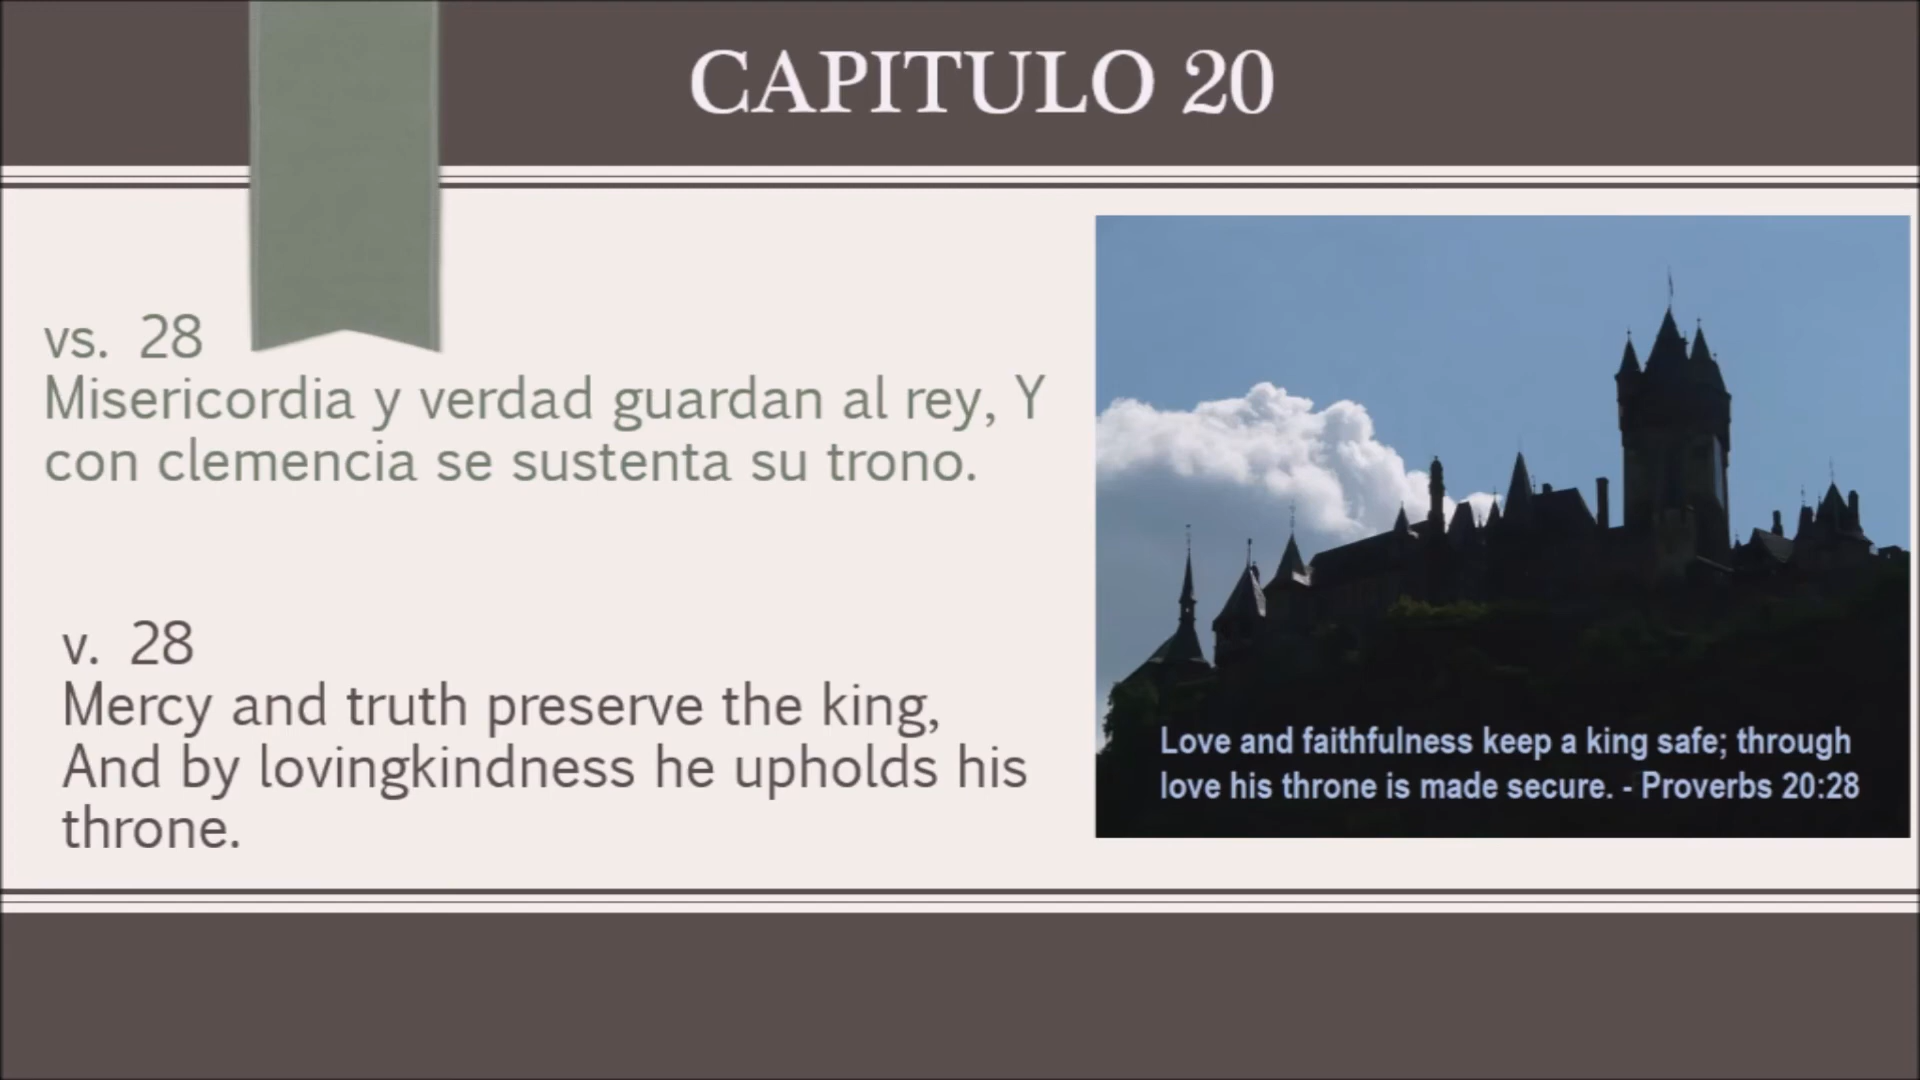 CAPITULO 20
vs. 28
Misericordia y verdad guardan al rey, Y
con clemencia se sustenta su trono.
v. 28
Mercy and truth preserve the king,
And by lovingkindness he upholds his
throne.
Love and faithfulness keep a king safe; through
love his throne is made secure. - Proverbs 20:28